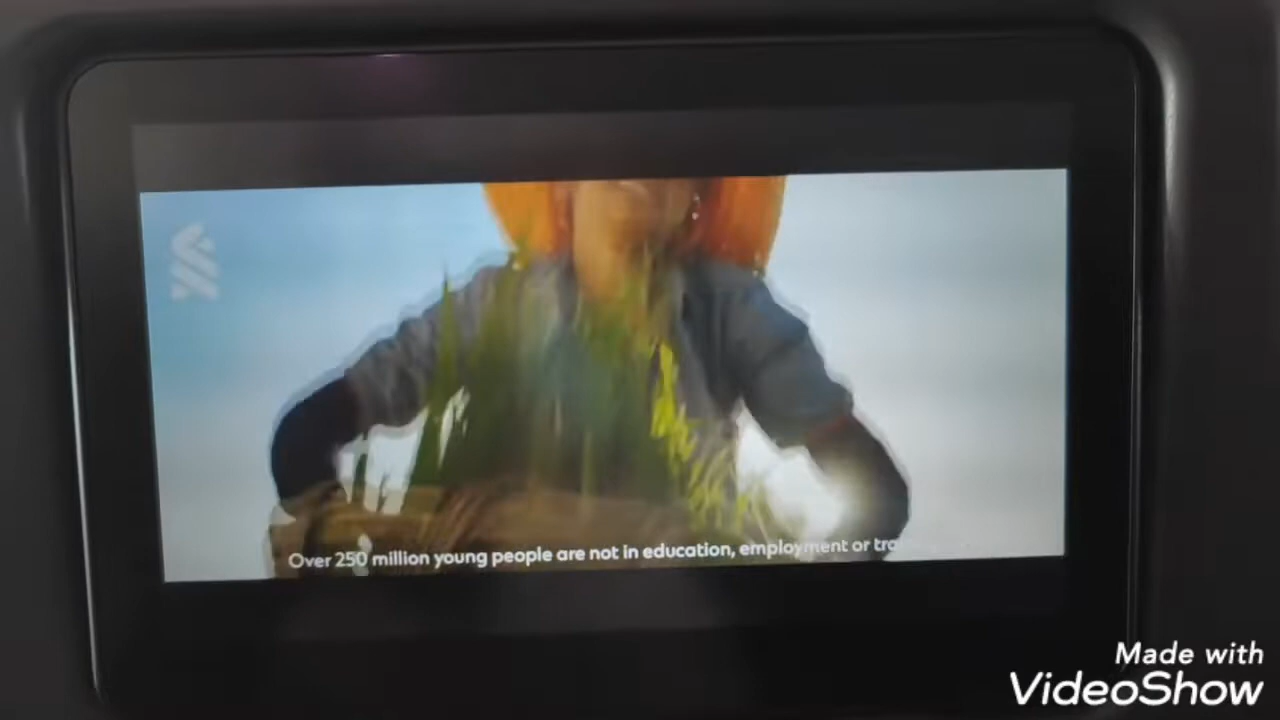 Over 250 million young people are not in education, employment or
Made with
VideoShow